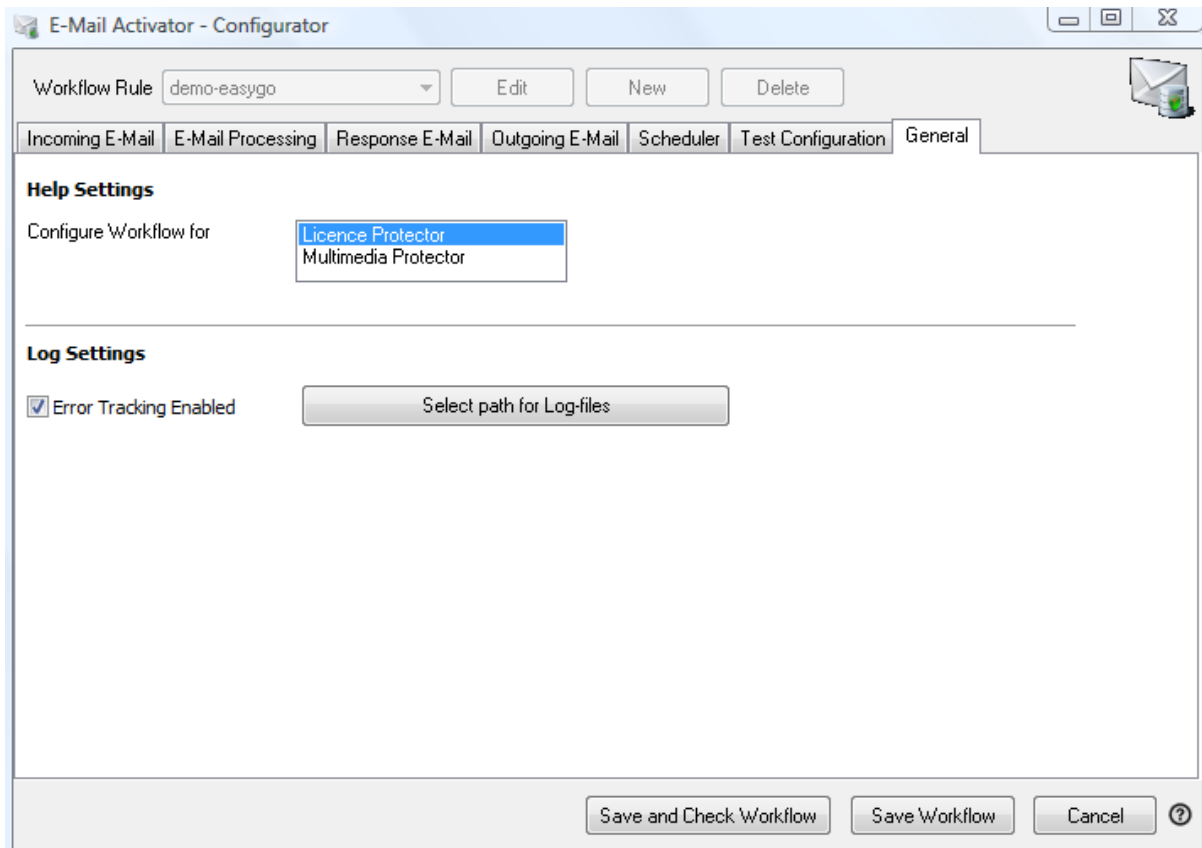 E-Mail Activator - Configurator
Workflow Rule demo-easygo Edit New Delete
Incoming E-Mail E-Mail Processing Response E-Mail Outgoing E-Mail Scheduler Test Configuration General
Help Settings
Configure Workflow for Licence Protector
Multimedia Protector
Log Settings
Error Tracking Enabled Select path for Log-files
Save and Check Workflow Save Workflow Cancel ?